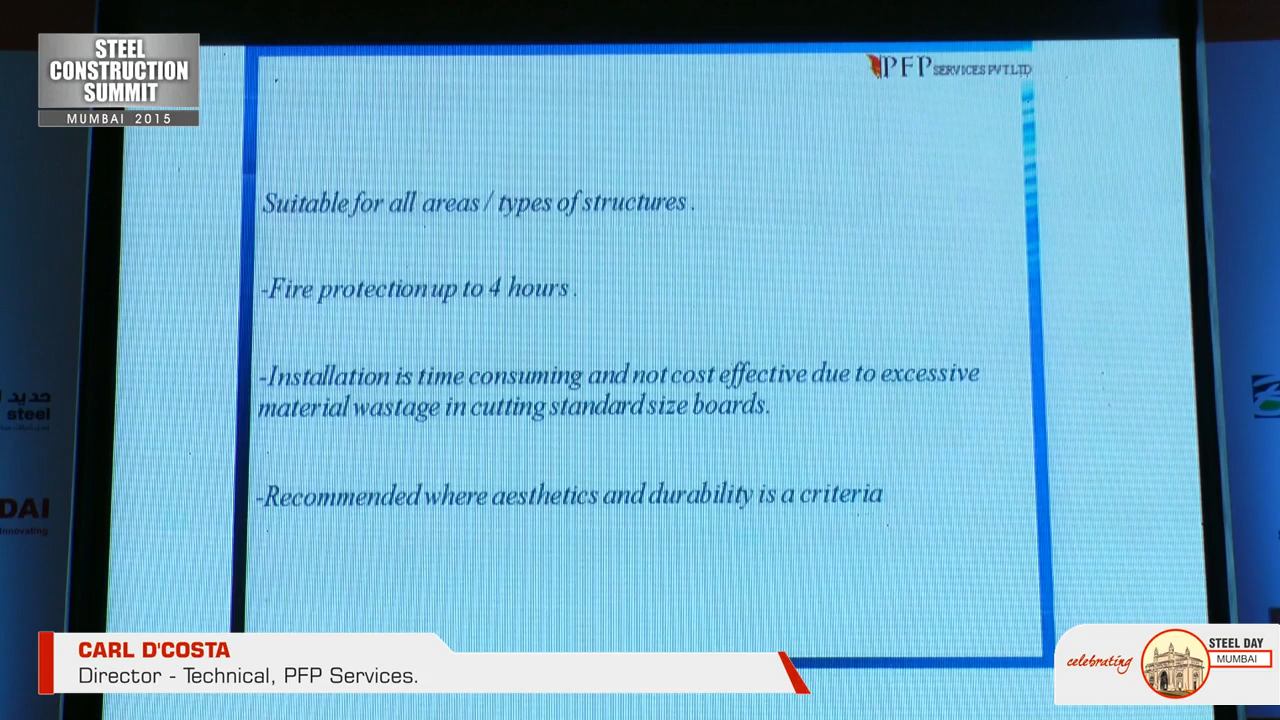 STEEL
CONSTRUCTION
SUMMIT
MUMBAI 2015
PFP SERVICES PVT LTD
Suitable for all areas / types of structures .
-Fire protection up to 4 hours .
-Installation is time consuming and not cost effective due to excessive
material wastage in cutting standard size boards.
-Recommended where aesthetics and durability is a criteria
حديد
steel
DAI
CARL D'COSTA
Director - Technical, PFP Services.
celebrating
STEEL DAY
MUMBAI